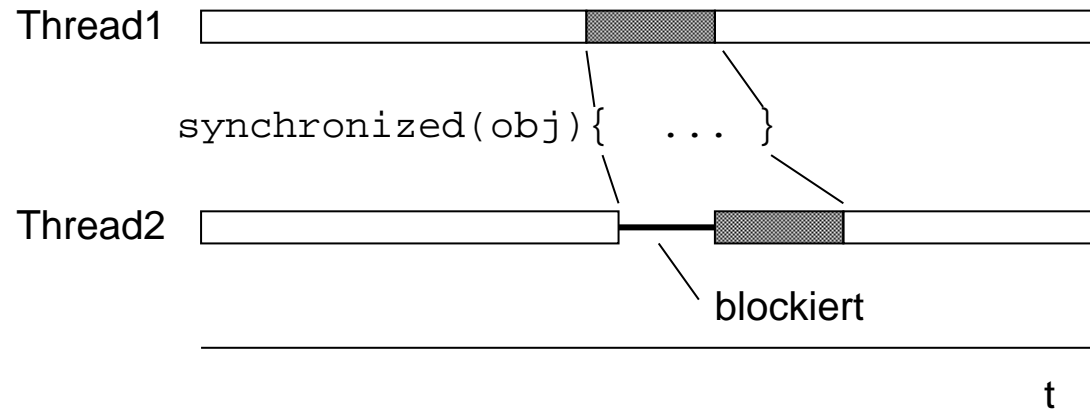 Thread1
synchronized(obj){ ... }
Thread2
blockiert
t